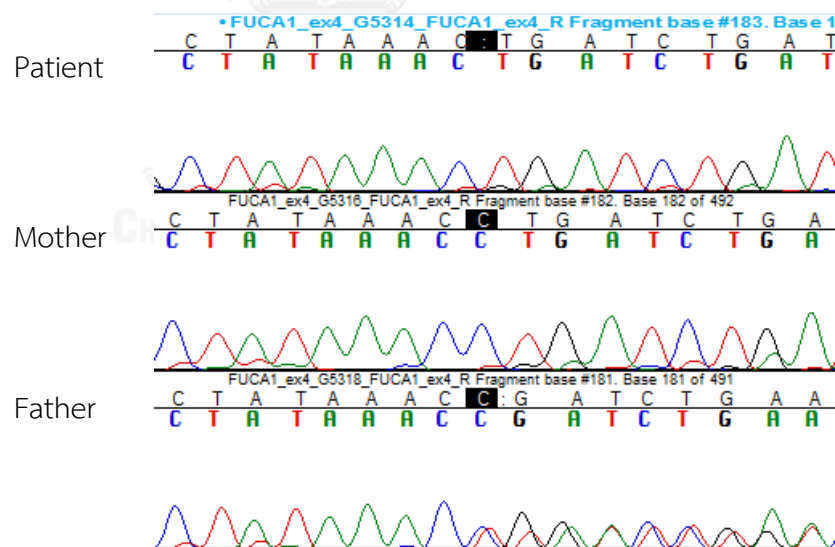 •FUCA1_ex4_G5314_FUCA1_ex4_R Fragment base #183. Base 1
C T A T A A A C : T G A T C T G A T
Patient
C T A T A A A C T G A T C T G A T
FUCA1_ex4_G5316_FUCA1_ex4_R Fragment base #182. Base 182 of 492
C T A T A A A C C T G A T C T G A
Mother
C T A T A A A C C T G A T C T G A
FUCA1_ex4_G5318_FUCA1_ex4_R Fragment base #181. Base 181 of 491
C T A T A A A C C : G A T C T G A A
Father
C T A T A A A C C G A T C T G A A